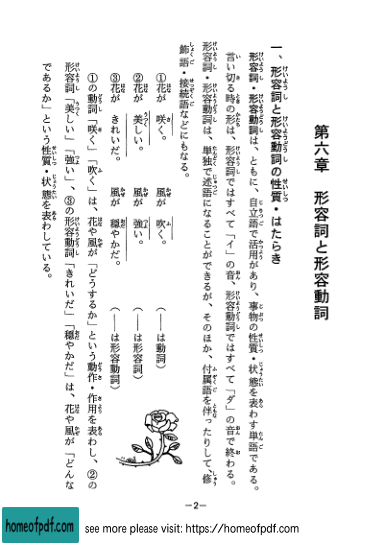 第六章　形容詞と形容動詞
一、形容詞と形容動詞の性質・はたらき
形容詞・形容動詞は、ともに、自立語で活用があり、事物の性質・状態を表わす単語である。
言い切る時の形は、形容詞ではすべて「イ」の音、形容動詞ではすべて「ダ」の音で終わる。
形容詞・形容動詞は、単独で述語になることができるが、そのほか、付属語を伴ったりして、修
飾語・接続語などにもなる。
①花が　咲く。　風が　吹く。　（――は動詞）
②花が　美しい。　風が　強い。　（――は形容詞）
③花が　きれいだ。　風が　穏やかだ。　（――は形容動詞）
①の動詞「咲く」「吹く」は、花や風が「どうするか」という動作・作用を表わし、②の
形容詞「美しい」「強い」、③の形容動詞「きれいだ」「穏やかだ」は、花や風が「どんな
であるか」という性質・状態を表わしている。
－2－
homeofpdf.com
see more please visit: https://homeofpdf.com